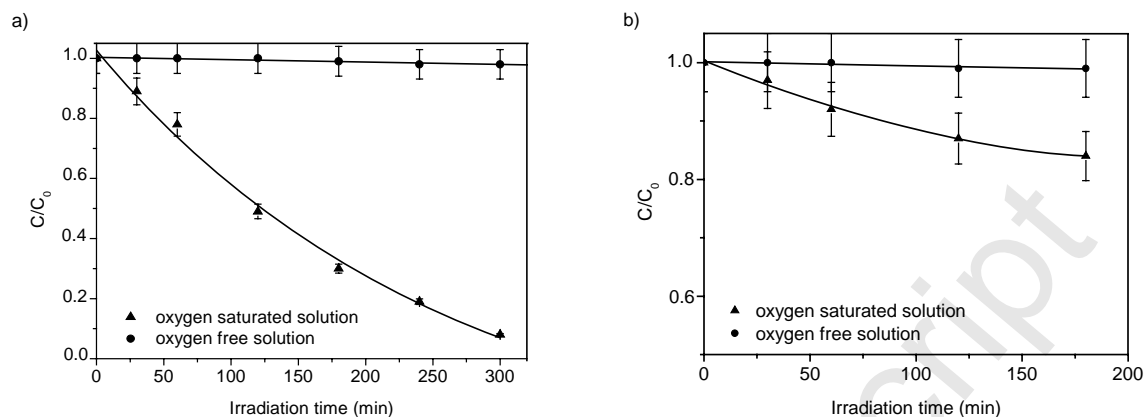 a)
1.0
0.8
0.6
0.4
0.2
0.0
C/C0
oxygen saturated solution
oxygen free solution
0 50 100 150 200 250 300
Irradiation time (min)
b)
1.0
0.8
0.6
C/C0
oxygen saturated solution
oxygen free solution
0 50 100 150 200
Irradiation time (min)
cript